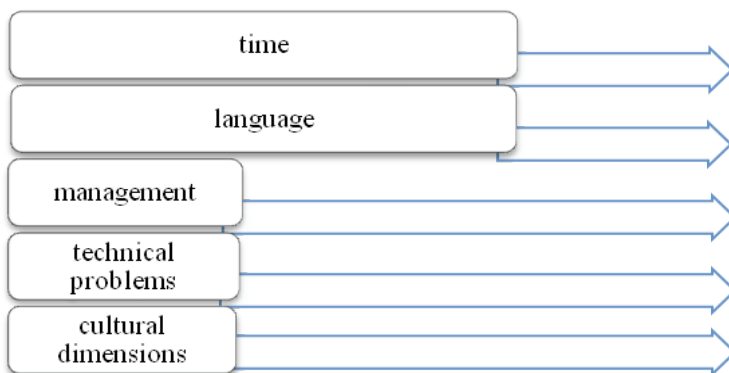 time
language
management
technical
problems
cultural
dimensions